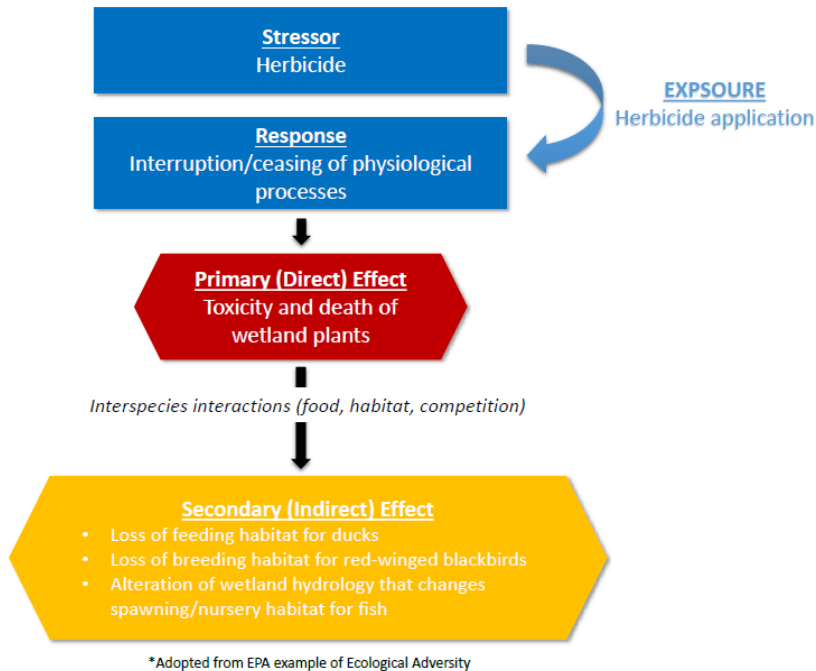 Stressor
Herbicide
EXPSOURE
Herbicide application
Response
Interruption/ceasing of physiological
processes
Primary (Direct) Effect
Toxicity and death of
wetland plants
Interspecies interactions (food, habitat, competition)
Secondary (Indirect) Effect
• Loss of feeding habitat for ducks
• Loss of breeding habitat for red-winged blackbirds
• Alteration of wetland hydrology that changes
spawning/nursery habitat for fish
*Adopted from EPA example of Ecological Adversity